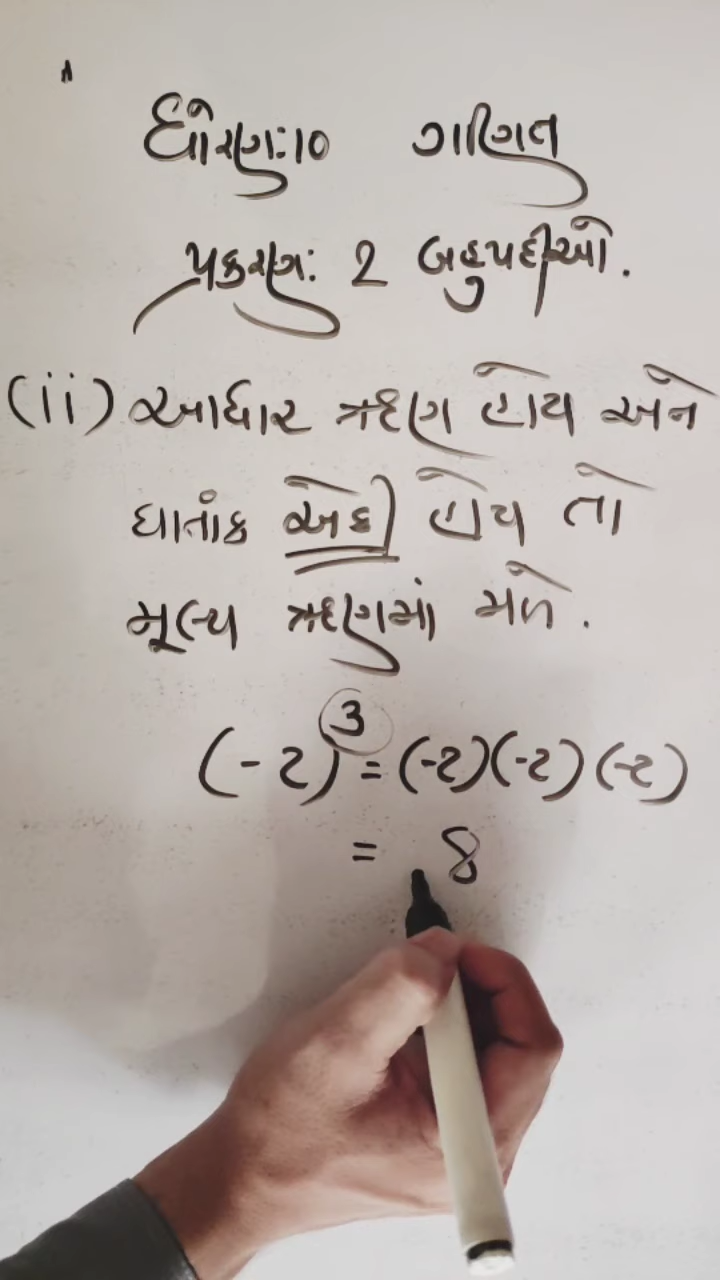 ધોરણ:10 ગણિત
પ્રકરણ: 2 બહુપદીઓ.
(ii) આધાર ઋણ હોય અને
ઘાતાંક એકી હોય તો
મૂલ્ય ઋણમાં મળે.
(-2)³ = (-2)(-2)(-2)
= 8